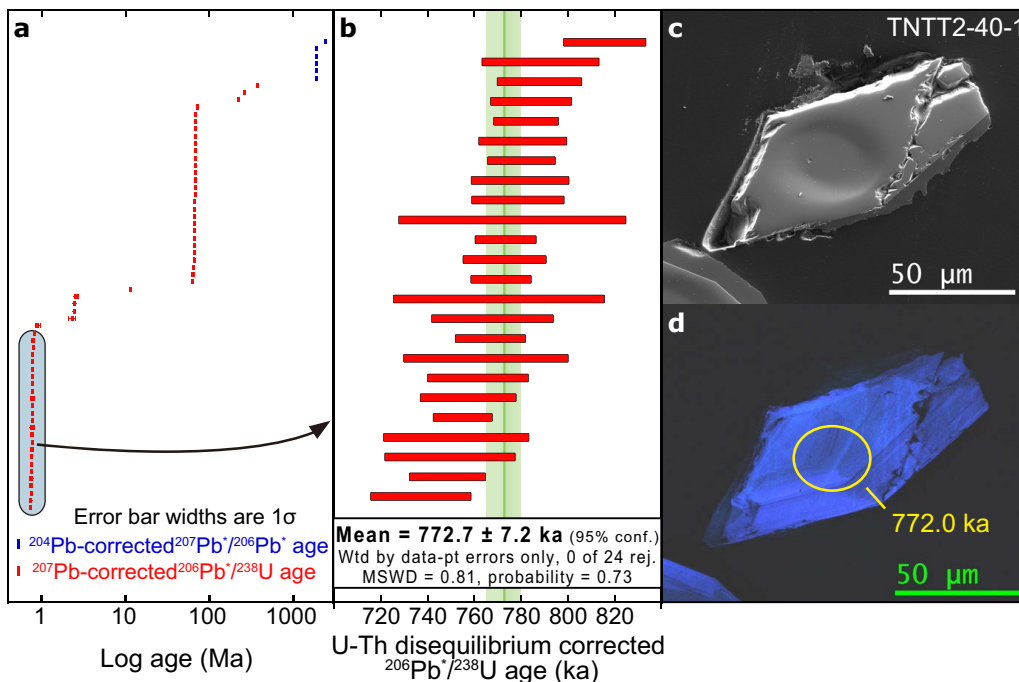 a
Error bar widths are 1σ
²⁰⁴Pb-corrected²⁰⁷Pb*/²⁰⁶Pb* age
²⁰⁷Pb-corrected²⁰⁶Pb*/²³⁸U age
1 10 100 1000
Log age (Ma)
b
Mean = 772.7 ± 7.2 ka (95% conf.)
Wtd by data-pt errors only, 0 of 24 rej.
MSWD = 0.81, probability = 0.73
720 740 760 780 800 820
U-Th disequilibrium corrected
²⁰⁶Pb*/²³⁸U age (ka)
c
TNTT2-40-1
50 µm
d
772.0 ka
50 µm